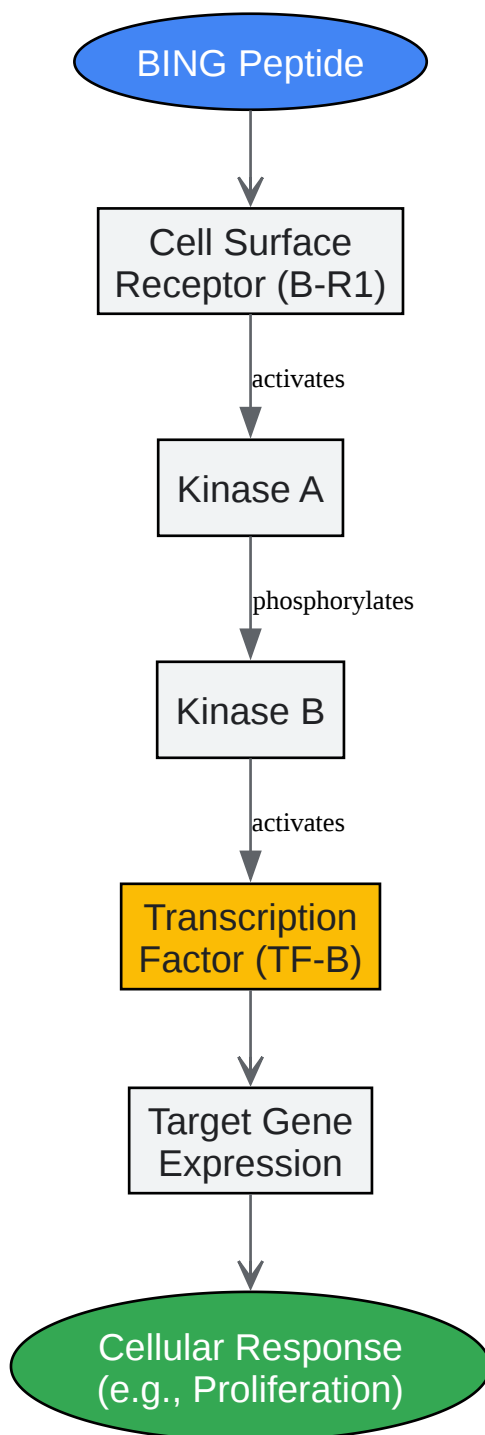 BING Peptide
Cell Surface
Receptor (B-R1)
activates
Kinase A
phosphorylates
Kinase B
activates
Transcription
Factor (TF-B)
Target Gene
Expression
Cellular Response
(e.g., Proliferation)